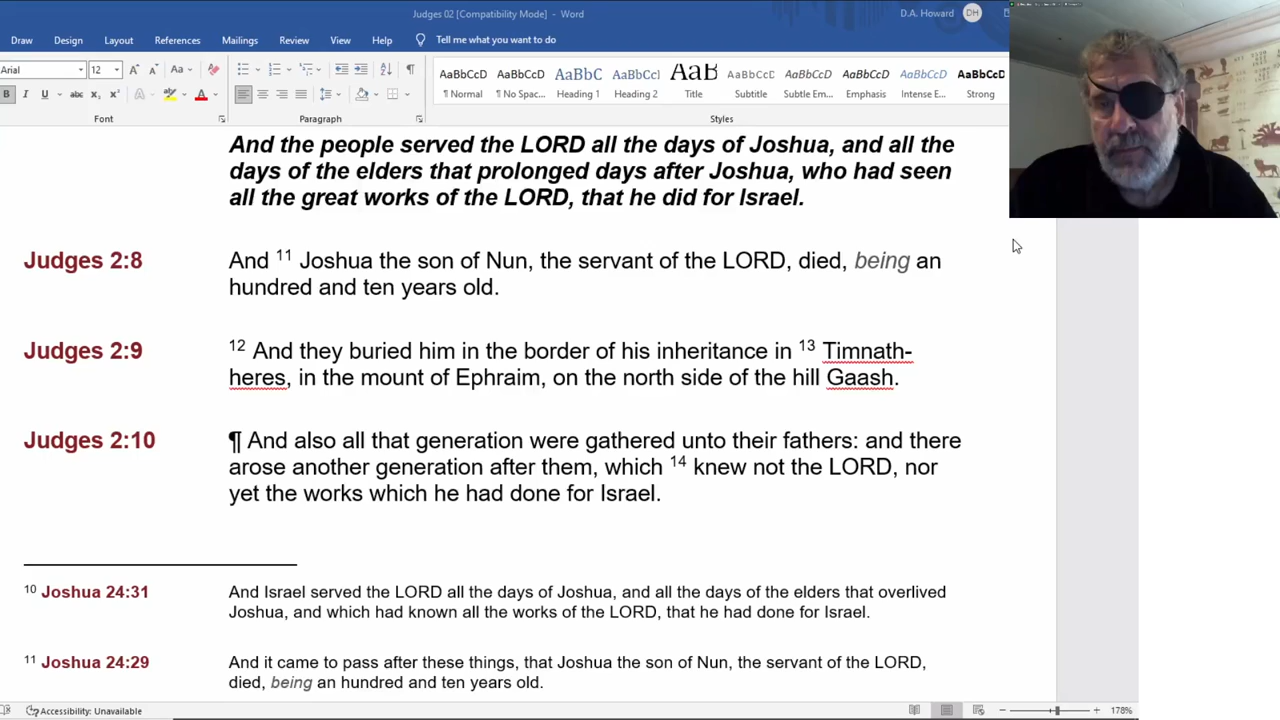 Judges 02 [Compatibility Mode] - Word
D.A. Howard DH
Draw Design Layout References Mailings Review View Help Tell me what you want to do
Arial 12 Aa
B I U abc x₂ x² A A
AaBbCcD AaBbCcD AaBbC AaBbCcC AaB AaBbCcD AaBbCcD AaBbCcD AaBbCcD AaBbCcD
¶ Normal ¶ No Spac... Heading 1 Heading 2 Title Subtitle Subtle Em... Emphasis Intense E... Strong
Font Paragraph Styles
And the people served the LORD all the days of Joshua, and all the
days of the elders that prolonged days after Joshua, who had seen
all the great works of the LORD, that he did for Israel.
Judges 2:8 And ¹¹ Joshua the son of Nun, the servant of the LORD, died, being an
hundred and ten years old.
Judges 2:9 ¹² And they buried him in the border of his inheritance in ¹³ Timnath-
heres, in the mount of Ephraim, on the north side of the hill Gaash.
Judges 2:10 ¶ And also all that generation were gathered unto their fathers: and there
arose another generation after them, which ¹⁴ knew not the LORD, nor
yet the works which he had done for Israel.
¹⁰ Joshua 24:31 And Israel served the LORD all the days of Joshua, and all the days of the elders that overlived
Joshua, and which had known all the works of the LORD, that he had done for Israel.
¹¹ Joshua 24:29 And it came to pass after these things, that Joshua the son of Nun, the servant of the LORD,
died, being an hundred and ten years old.
Accessibility: Unavailable 178%